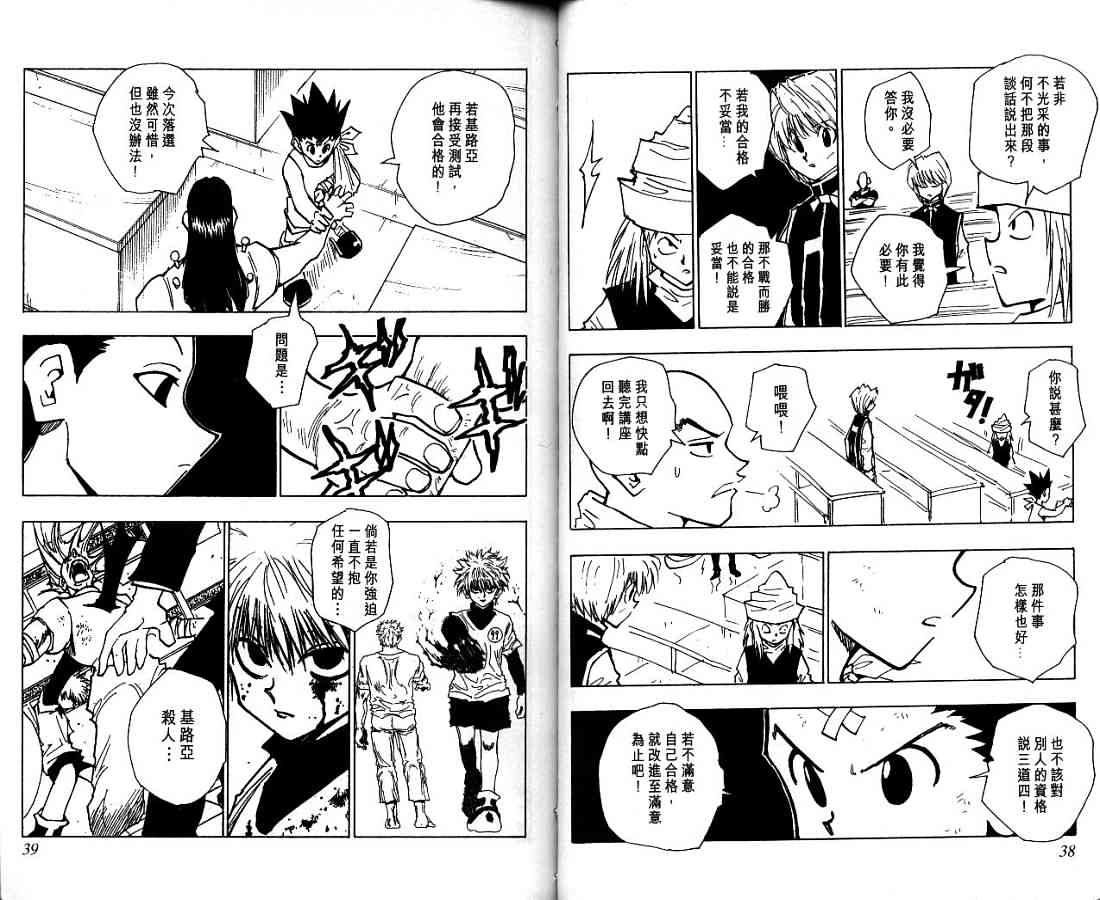 若非
不光采的事，
何不把那段
談話說出來？
我沒必要
答你。
我覺得
你有此
必要！
若我的合格
不妥當…
那不戰而勝
的合格
也不能說是
妥當！
你說甚麼？
ガタ!
喂喂！
我只想快點
聽完講座
回去啊！
那件事
怎樣也好…
也不該對
別人的資格
說三道四！
若不滿意
自己合格，
就改進至滿意
為止吧！
38
若基路亞
再接受測試，
他會合格的！
今次落選
雖然可惜，
但也沒辦法！
問題是…
倘若是你強迫
一直不抱
任何希望的…
99
基路亞
殺人…
39